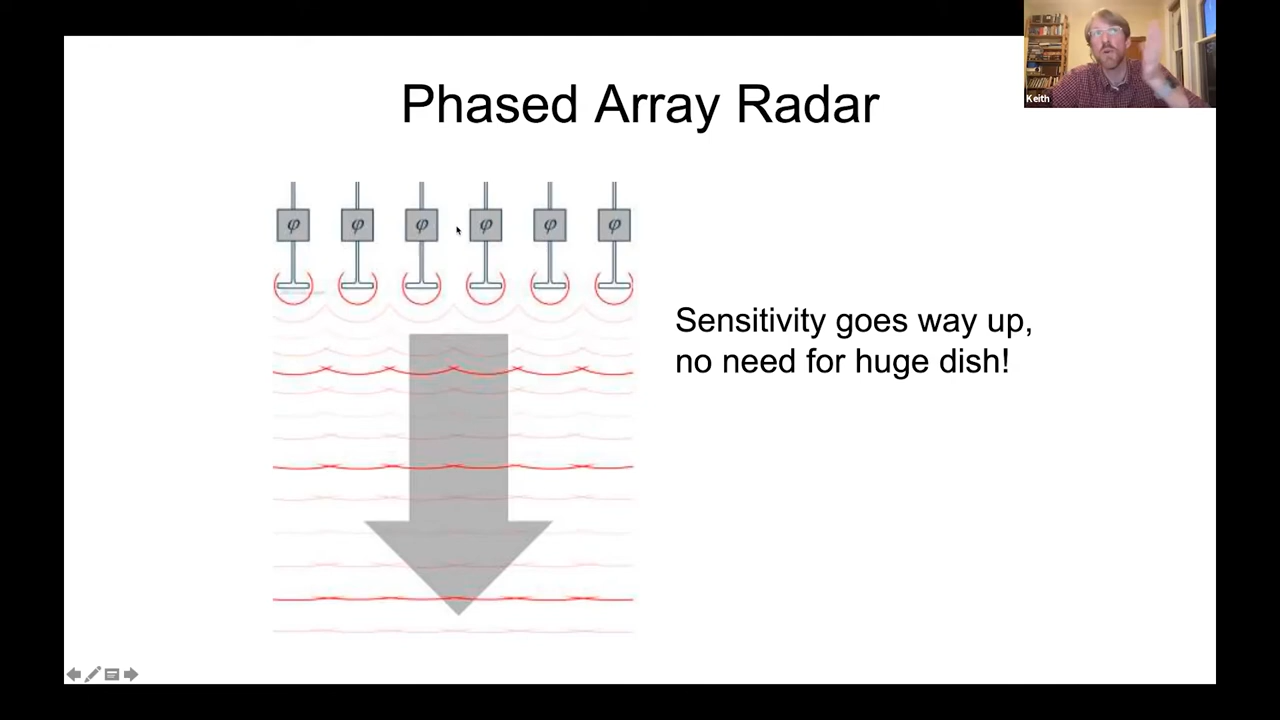 Phased Array Radar
Keith
φ φ φ φ φ φ
Sensitivity goes way up,
no need for huge dish!